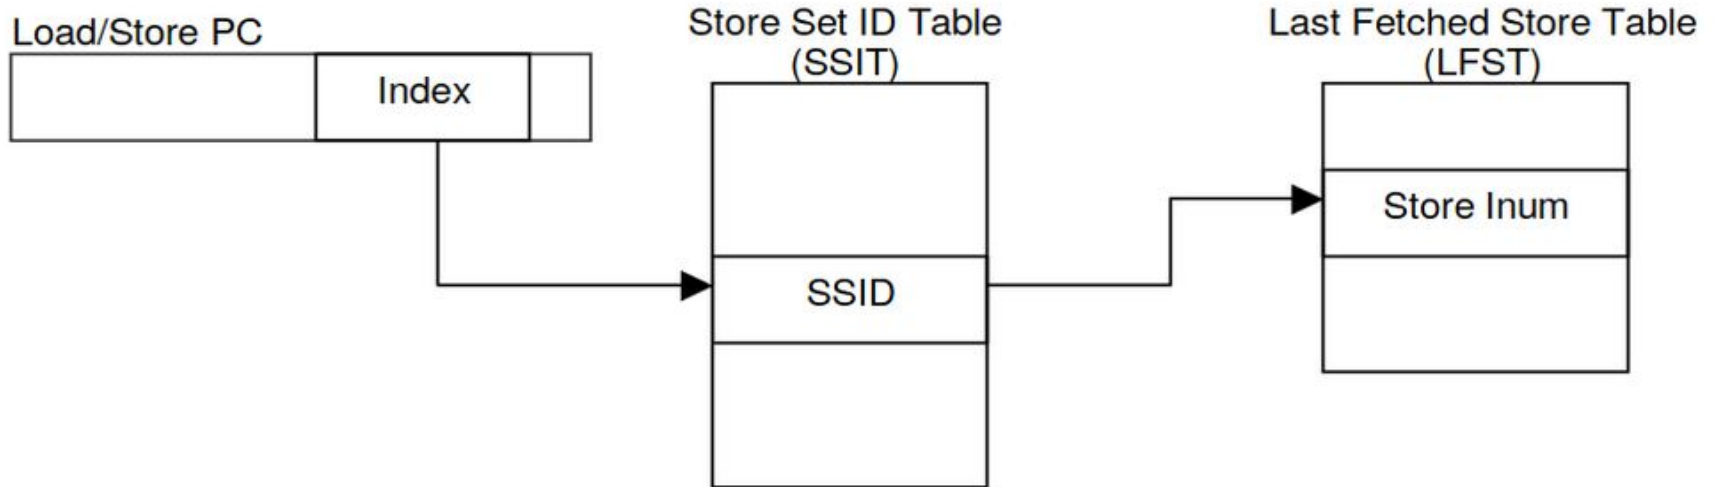 Load/Store PC
Index
Store Set ID Table
(SSIT)
SSID
Last Fetched Store Table
(LFST)
Store Inum